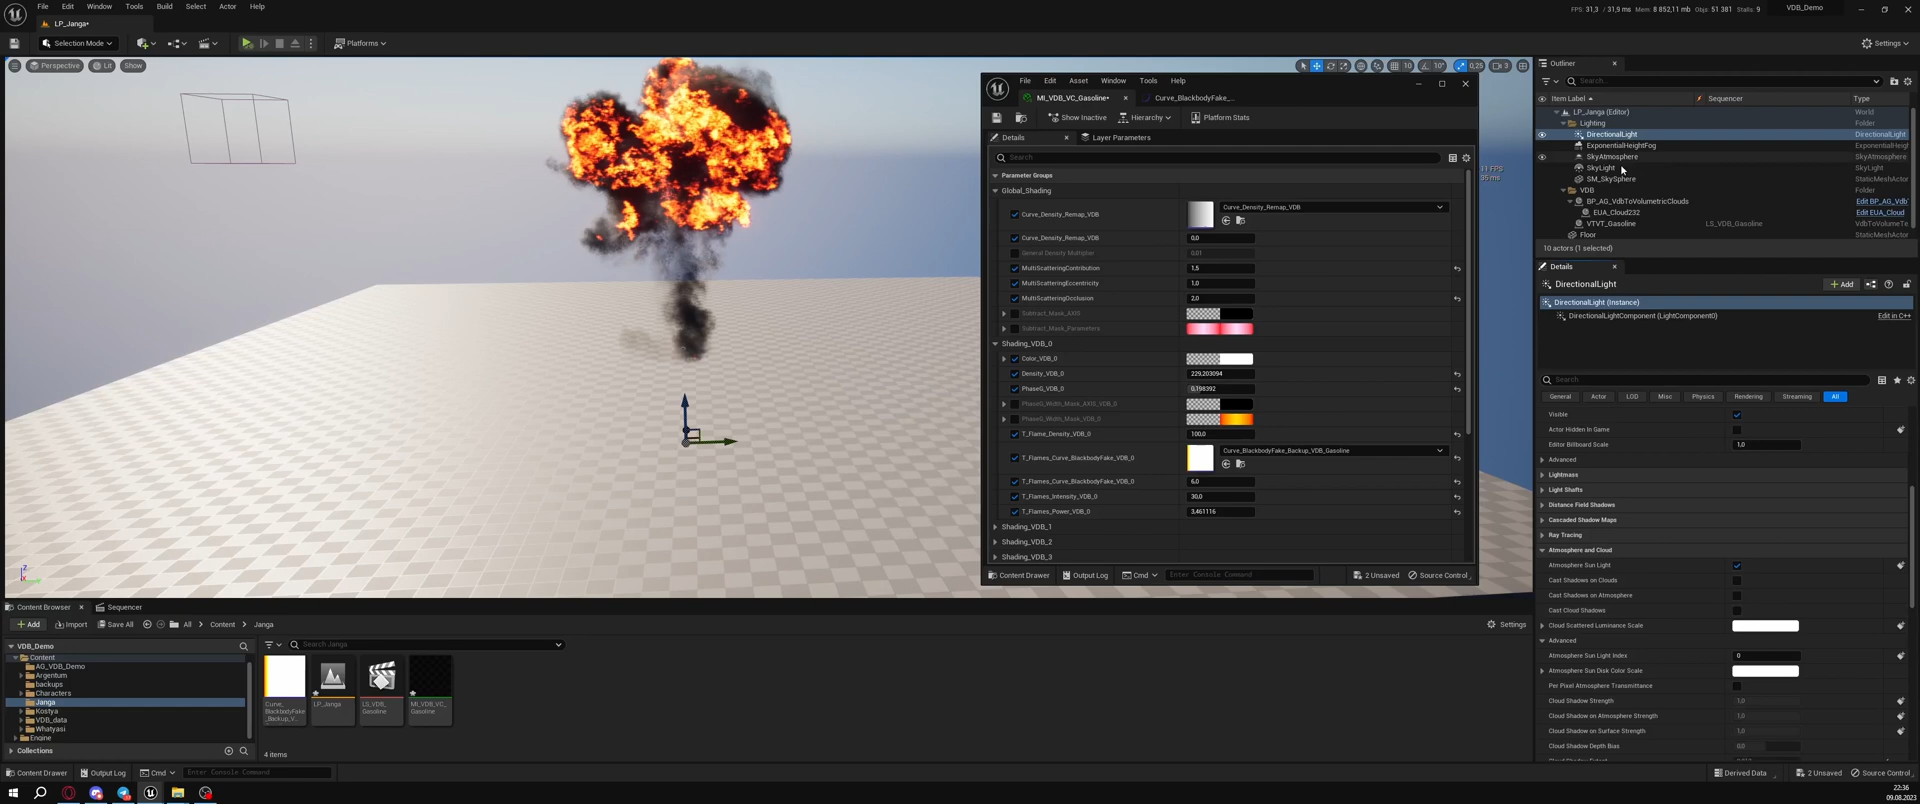 File Edit Window Tools Build Select Actor Help
FPS: 31,3 / 31,9 ms Mem: 8 852,11 mb Objs: 51 381 Stalls: 9 VDB_Demo
LP_Janga•
Selection Mode Platforms Settings
Perspective Lit Show
10 10° 0,25 3
11 FPS
35 ms
File Edit Asset Window Tools Help
MI_VDB_VC_Gasoline• Curve_BlackbodyFake_...
Show Inactive Hierarchy Platform Stats
Details Layer Parameters
Search
Parameter Groups
Global_Shading
Curve_Density_Remap_VDB Curve_Density_Remap_VDB
Curve_Density_Remap_VDB 0,0
General Density Multiplier 0,01
MultiScatteringContribution 1,5
MultiScatteringEccentricity 1,0
MultiScatteringOcclusion 2,0
Subtract_Mask_AXIS
Subtract_Mask_Parameters
Shading_VDB_0
Color_VDB_0
Density_VDB_0 229.203094
PhaseG_VDB_0 0,198392
PhaseG_Width_Mask_AXIS_VDB_0
PhaseG_Width_Mask_VDB_0
T_Flame_Density_VDB_0 100,0
T_Flames_Curve_BlackbodyFake_VDB_0 Curve_BlackbodyFake_Backup_VDB_Gasoline
T_Flames_Curve_BlackbodyFake_VDB_0 6,0
T_Flames_Intensity_VDB_0 30,0
T_Flames_Power_VDB_0 3,461116
Shading_VDB_1
Shading_VDB_2
Shading_VDB_3
Content Drawer Output Log Cmd Enter Console Command 2 Unsaved Source Control
Outliner
Search...
Item Label Sequencer Type
LP_Janga (Editor) World
Lighting Folder
DirectionalLight DirectionalLight
ExponentialHeightFog ExponentialHeigh
SkyAtmosphere SkyAtmosphere
SkyLight SkyLight
SM_SkySphere StaticMeshActor
VDB Folder
BP_AG_VdbToVolumetricClouds Edit BP_AG_Vdb
EUA_Cloud232 Edit EUA_Cloud
VTVT_Gasoline LS_VDB_Gasoline VdbToVolumeTe
Floor StaticMeshActor
10 actors (1 selected)
Details
DirectionalLight Add
DirectionalLight (Instance)
DirectionalLightComponent (LightComponent0) Edit in C++
Search
General Actor LOD Misc Physics Rendering Streaming All
Visible
Actor Hidden In Game
Editor Billboard Scale 1,0
Advanced
Lightmass
Light Shafts
Distance Field Shadows
Cascaded Shadow Maps
Ray Tracing
Atmosphere and Cloud
Atmosphere Sun Light
Cast Shadows on Clouds
Cast Shadows on Atmosphere
Cast Cloud Shadows
Cloud Scattered Luminance Scale
Advanced
Atmosphere Sun Light Index 0
Atmosphere Sun Disk Color Scale
Per Pixel Atmosphere Transmittance
Cloud Shadow Strength 1,0
Cloud Shadow on Atmosphere Strength 1,0
Cloud Shadow on Surface Strength 1,0
Cloud Shadow Depth Bias 0,0
Content Browser Sequencer
Add Import Save All All Content Janga Settings
VDB_Demo Search Janga
Content
AG_VDB_Demo
Argentum
backups
Characters
Janga
Kostya
VDB_data
Whatyasi
Engine
Collections
Curve_
BlackbodyFake
_Backup_V...
LP_Janga
LS_VDB_
Gasoline
MI_VDB_VC_
Gasoline
4 items
Content Drawer Output Log Cmd Enter Console Command Derived Data 2 Unsaved Source Control
22:36
09.08.2023